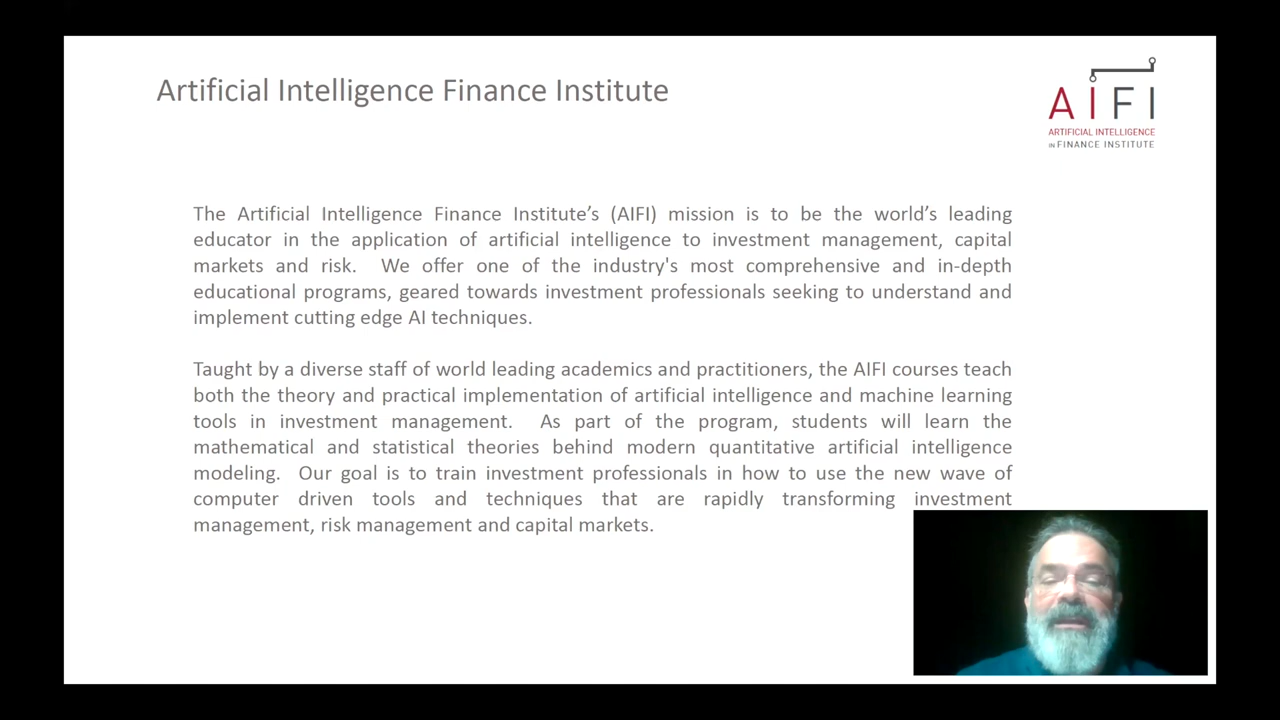 Artificial Intelligence Finance Institute
AIFI
ARTIFICIAL INTELLIGENCE
IN FINANCE INSTITUTE
The Artificial Intelligence Finance Institute’s (AIFI) mission is to be the world’s leading
educator in the application of artificial intelligence to investment management, capital
markets and risk. We offer one of the industry's most comprehensive and in-depth
educational programs, geared towards investment professionals seeking to understand and
implement cutting edge AI techniques.
Taught by a diverse staff of world leading academics and practitioners, the AIFI courses teach
both the theory and practical implementation of artificial intelligence and machine learning
tools in investment management. As part of the program, students will learn the
mathematical and statistical theories behind modern quantitative artificial intelligence
modeling. Our goal is to train investment professionals in how to use the new wave of
computer driven tools and techniques that are rapidly transforming investment
management, risk management and capital markets.